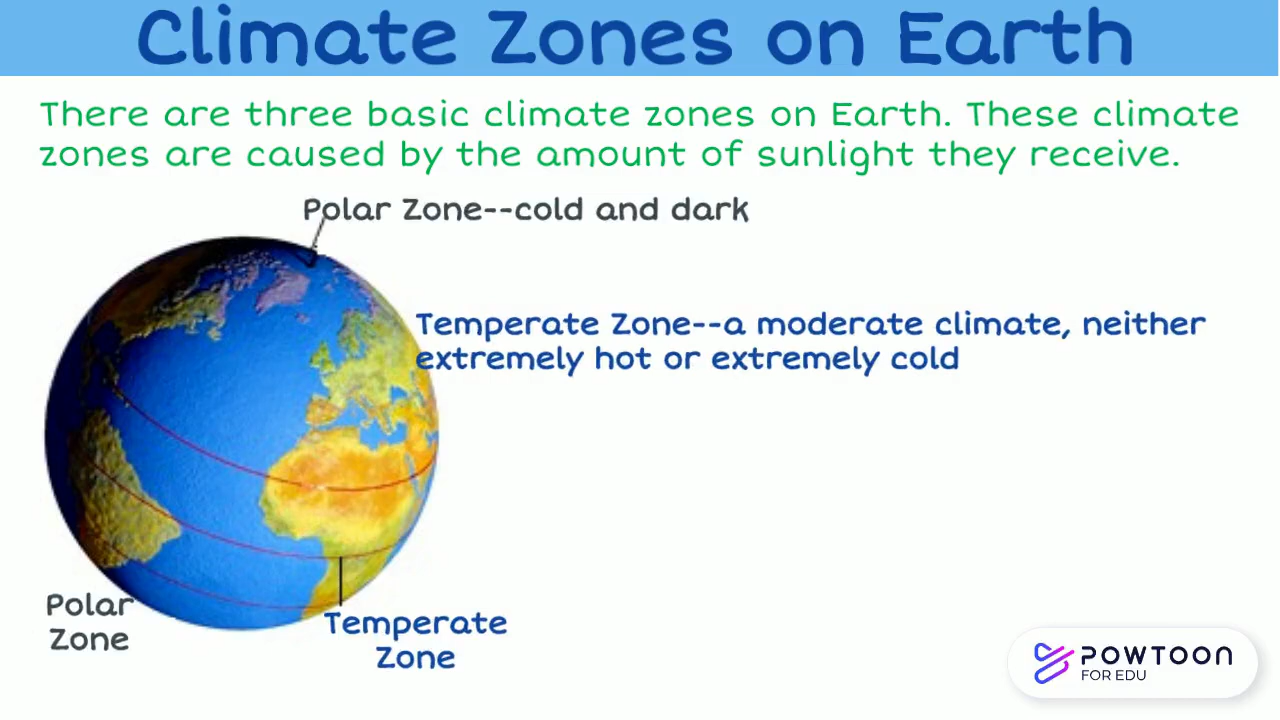 Climate Zones on Earth
There are three basic climate zones on Earth. These climate
zones are caused by the amount of sunlight they receive.
Polar Zone--cold and dark
Temperate Zone--a moderate climate, neither
extremely hot or extremely cold
Polar
Zone
Temperate
Zone
POWTOON
FOR EDU